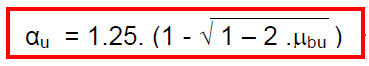 αu = 1.25. (1 - √ 1 – 2 .μbu )